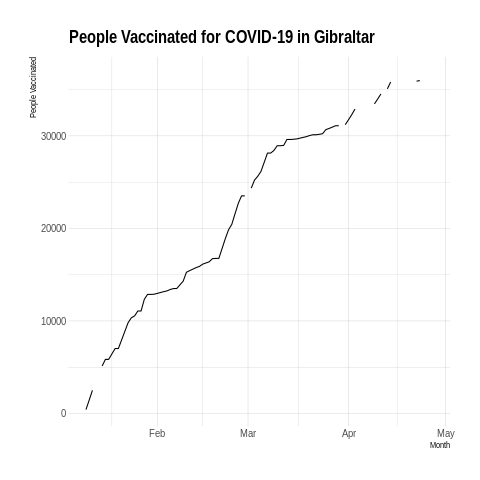 People Vaccinated for COVID-19 in Gibraltar
People Vaccinated
30000
20000
10000
0
Feb Mar Apr May
Month